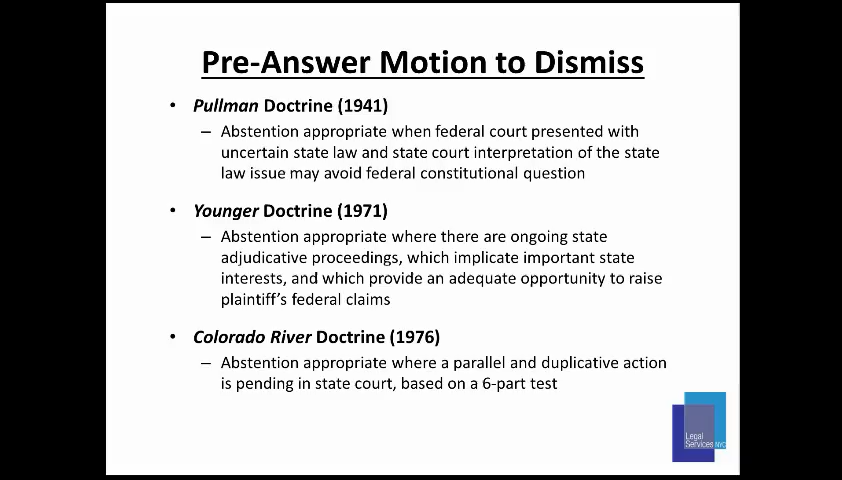 Pre-Answer Motion to Dismiss
• Pullman Doctrine (1941)
– Abstention appropriate when federal court presented with
uncertain state law and state court interpretation of the state
law issue may avoid federal constitutional question
• Younger Doctrine (1971)
– Abstention appropriate where there are ongoing state
adjudicative proceedings, which implicate important state
interests, and which provide an adequate opportunity to raise
plaintiff's federal claims
• Colorado River Doctrine (1976)
– Abstention appropriate where a parallel and duplicative action
is pending in state court, based on a 6-part test
Legal
Services NYC